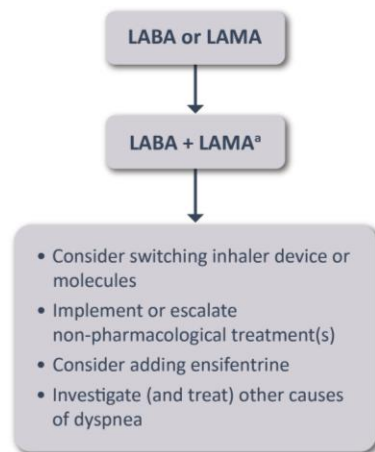 LABA or LAMA
LABA + LAMAᵃ
• Consider switching inhaler device or
molecules
• Implement or escalate
non-pharmacological treatment(s)
• Consider adding ensifentrine
• Investigate (and treat) other causes
of dyspnea